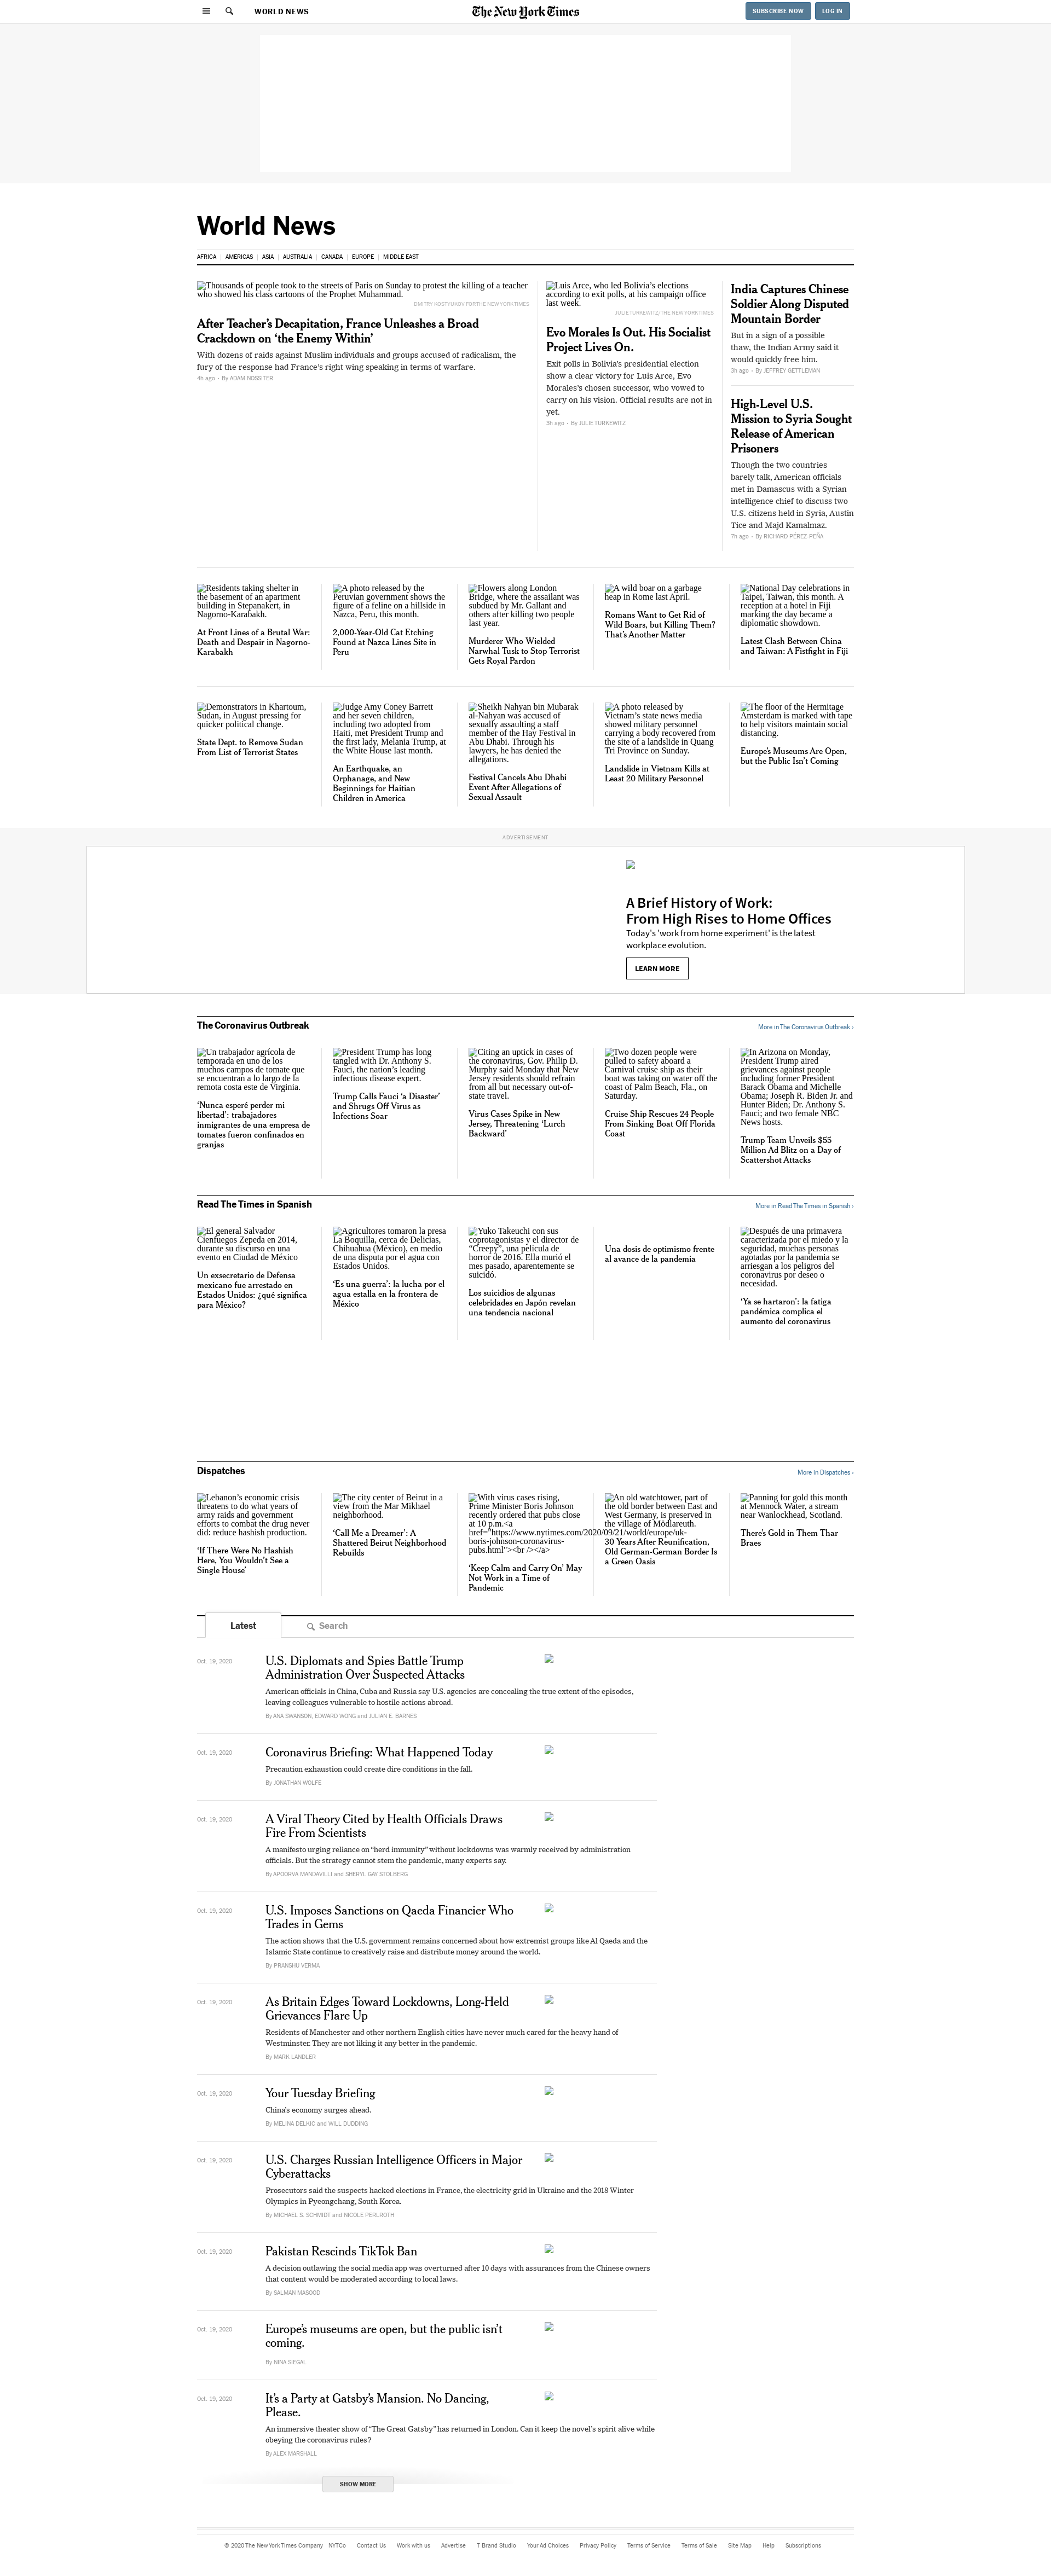 WORLD NEWS
The New York Times
SUBSCRIBE NOW
LOG IN
World News
AFRICA
AMERICAS
ASIA
AUSTRALIA
CANADA
EUROPE
MIDDLE EAST
Thousands of people took to the streets of Paris on Sunday to protest the killing of a teacher
who showed his class cartoons of the Prophet Muhammad.
DMITRY KOSTYUKOV FOR THE NEW YORK TIMES
After Teacher’s Decapitation, France Unleashes a Broad
Crackdown on ‘the Enemy Within’
With dozens of raids against Muslim individuals and groups accused of radicalism, the
fury of the response had France’s right wing speaking in terms of warfare.
4h ago - By ADAM NOSSITER
Luis Arce, who led Bolivia’s elections
according to exit polls, at his campaign office
last week.
JULIE TURKEWITZ/THE NEW YORK TIMES
Evo Morales Is Out. His Socialist
Project Lives On.
Exit polls in Bolivia’s presidential election
show a clear victory for Luis Arce, Evo
Morales’s chosen successor, who vowed to
carry on his vision. Official results are not in
yet.
3h ago - By JULIE TURKEWITZ
India Captures Chinese
Soldier Along Disputed
Mountain Border
But in a sign of a possible
thaw, the Indian Army said it
would quickly free him.
3h ago - By JEFFREY GETTLEMAN
High-Level U.S.
Mission to Syria Sought
Release of American
Prisoners
Though the two countries
barely talk, American officials
met in Damascus with a Syrian
intelligence chief to discuss two
U.S. citizens held in Syria, Austin
Tice and Majd Kamalmaz.
7h ago - By RICHARD PÉREZ-PEÑA
Residents taking shelter in
the basement of an apartment
building in Stepanakert, in
Nagorno-Karabakh.
At Front Lines of a Brutal War:
Death and Despair in Nagorno-
Karabakh
A photo released by the
Peruvian government shows the
figure of a feline on a hillside in
Nazca, Peru, this month.
2,000-Year-Old Cat Etching
Found at Nazca Lines Site in
Peru
Flowers along London
Bridge, where the assailant was
subdued by Mr. Gallant and
others after killing two people
last year.
Murderer Who Wielded
Narwhal Tusk to Stop Terrorist
Gets Royal Pardon
A wild boar on a garbage
heap in Rome last April.
Romans Want to Get Rid of
Wild Boars, but Killing Them?
That’s Another Matter
National Day celebrations in
Taipei, Taiwan, this month. A
reception at a hotel in Fiji
marking the day became a
diplomatic showdown.
Latest Clash Between China
and Taiwan: A Fistfight in Fiji
Demonstrators in Khartoum,
Sudan, in August pressing for
quicker political change.
State Dept. to Remove Sudan
From List of Terrorist States
Judge Amy Coney Barrett
and her seven children,
including two adopted from
Haiti, met President Trump and
the first lady, Melania Trump, at
the White House last month.
An Earthquake, an
Orphanage, and New
Beginnings for Haitian
Children in America
Sheikh Nahyan bin Mubarak
al-Nahyan was accused of
sexually assaulting a staff
member of the Hay Festival in
Abu Dhabi. Through his
lawyers, he has denied the
allegations.
Festival Cancels Abu Dhabi
Event After Allegations of
Sexual Assault
A photo released by
Vietnam’s state news media
showed military personnel
carrying a body recovered from
the site of a landslide in Quang
Tri Province on Sunday.
Landslide in Vietnam Kills at
Least 20 Military Personnel
The floor of the Hermitage
Amsterdam is marked with tape
to help visitors maintain social
distancing.
Europe’s Museums Are Open,
but the Public Isn’t Coming
ADVERTISEMENT
A Brief History of Work:
From High Rises to Home Offices
Today's 'work from home experiment' is the latest
workplace evolution.
LEARN MORE
The Coronavirus Outbreak
More in The Coronavirus Outbreak ›
Un trabajador agrícola de
temporada en uno de los
muchos campos de tomate que
se encuentran a lo largo de la
remota costa este de Virginia.
‘Nunca esperé perder mi
libertad’: trabajadores
inmigrantes de una empresa de
tomates fueron confinados en
granjas
President Trump has long
tangled with Dr. Anthony S.
Fauci, the nation’s leading
infectious disease expert.
Trump Calls Fauci ‘a Disaster’
and Shrugs Off Virus as
Infections Soar
Citing an uptick in cases of
the coronavirus, Gov. Philip D.
Murphy said Monday that New
Jersey residents should refrain
from all but necessary out-of-
state travel.
Virus Cases Spike in New
Jersey, Threatening ‘Lurch
Backward’
Two dozen people were
pulled to safety aboard a
Carnival cruise ship as their
boat was taking on water off the
coast of Palm Beach, Fla., on
Saturday.
Cruise Ship Rescues 24 People
From Sinking Boat Off Florida
Coast
In Arizona on Monday,
President Trump aired
grievances against people
including former President
Barack Obama and Michelle
Obama; Joseph R. Biden Jr. and
Hunter Biden; Dr. Anthony S.
Fauci; and two female NBC
News hosts.
Trump Team Unveils $55
Million Ad Blitz on a Day of
Scattershot Attacks
Read The Times in Spanish
More in Read The Times in Spanish ›
El general Salvador
Cienfuegos Zepeda en 2014,
durante su discurso en una
evento en Ciudad de México
Un exsecretario de Defensa
mexicano fue arrestado en
Estados Unidos: ¿qué significa
para México?
Agricultores tomaron la presa
La Boquilla, cerca de Delicias,
Chihuahua (México), en medio
de una disputa por el agua con
Estados Unidos.
‘Es una guerra’: la lucha por el
agua estalla en la frontera de
México
Yuko Takeuchi con sus
coprotagonistas y el director de
“Creepy”, una película de
horror de 2016. Ella murió el
mes pasado, aparentemente se
suicidó.
Los suicidios de algunas
celebridades en Japón revelan
una tendencia nacional
Una dosis de optimismo frente
al avance de la pandemia
Después de una primavera
caracterizada por el miedo y la
seguridad, muchas personas
agotadas por la pandemia se
arriesgan a los peligros del
coronavirus por deseo o
necesidad.
‘Ya se hartaron’: la fatiga
pandémica complica el
aumento del coronavirus
Dispatches
More in Dispatches ›
Lebanon’s economic crisis
threatens to do what years of
army raids and government
efforts to combat the drug never
did: reduce hashish production.
‘If There Were No Hashish
Here, You Wouldn’t See a
Single House’
The city center of Beirut in a
view from the Mar Mikhael
neighborhood.
‘Call Me a Dreamer’: A
Shattered Beirut Neighborhood
Rebuilds
With virus cases rising,
Prime Minister Boris Johnson
recently ordered that pubs close
at 10 p.m.<a
href="https://www.nytimes.com/2020/09/21/world/europe/uk-
boris-johnson-coronavirus-
pubs.html"><br /></a>
‘Keep Calm and Carry On’ May
Not Work in a Time of
Pandemic
An old watchtower, part of
the old border between East and
West Germany, is preserved in
the village of Mödlareuth.
30 Years After Reunification,
Old German-German Border Is
a Green Oasis
Panning for gold this month
at Mennock Water, a stream
near Wanlockhead, Scotland.
There’s Gold in Them Thar
Braes
Latest
Search
Oct. 19, 2020
U.S. Diplomats and Spies Battle Trump
Administration Over Suspected Attacks
American officials in China, Cuba and Russia say U.S. agencies are concealing the true extent of the episodes,
leaving colleagues vulnerable to hostile actions abroad.
By ANA SWANSON, EDWARD WONG and JULIAN E. BARNES
Oct. 19, 2020
Coronavirus Briefing: What Happened Today
Precaution exhaustion could create dire conditions in the fall.
By JONATHAN WOLFE
Oct. 19, 2020
A Viral Theory Cited by Health Officials Draws
Fire From Scientists
A manifesto urging reliance on “herd immunity” without lockdowns was warmly received by administration
officials. But the strategy cannot stem the pandemic, many experts say.
By APOORVA MANDAVILLI and SHERYL GAY STOLBERG
Oct. 19, 2020
U.S. Imposes Sanctions on Qaeda Financier Who
Trades in Gems
The action shows that the U.S. government remains concerned about how extremist groups like Al Qaeda and the
Islamic State continue to creatively raise and distribute money around the world.
By PRANSHU VERMA
Oct. 19, 2020
As Britain Edges Toward Lockdowns, Long-Held
Grievances Flare Up
Residents of Manchester and other northern English cities have never much cared for the heavy hand of
Westminster. They are not liking it any better in the pandemic.
By MARK LANDLER
Oct. 19, 2020
Your Tuesday Briefing
China’s economy surges ahead.
By MELINA DELKIC and WILL DUDDING
Oct. 19, 2020
U.S. Charges Russian Intelligence Officers in Major
Cyberattacks
Prosecutors said the suspects hacked elections in France, the electricity grid in Ukraine and the 2018 Winter
Olympics in Pyeongchang, South Korea.
By MICHAEL S. SCHMIDT and NICOLE PERLROTH
Oct. 19, 2020
Pakistan Rescinds TikTok Ban
A decision outlawing the social media app was overturned after 10 days with assurances from the Chinese owners
that content would be moderated according to local laws.
By SALMAN MASOOD
Oct. 19, 2020
Europe’s museums are open, but the public isn’t
coming.
By NINA SIEGAL
Oct. 19, 2020
It’s a Party at Gatsby’s Mansion. No Dancing,
Please.
An immersive theater show of “The Great Gatsby” has returned in London. Can it keep the novel’s spirit alive while
obeying the coronavirus rules?
By ALEX MARSHALL
SHOW MORE
© 2020 The New York Times Company NYTCo Contact Us Work with us Advertise T Brand Studio Your Ad Choices Privacy Policy Terms of Service Terms of Sale Site Map Help Subscriptions